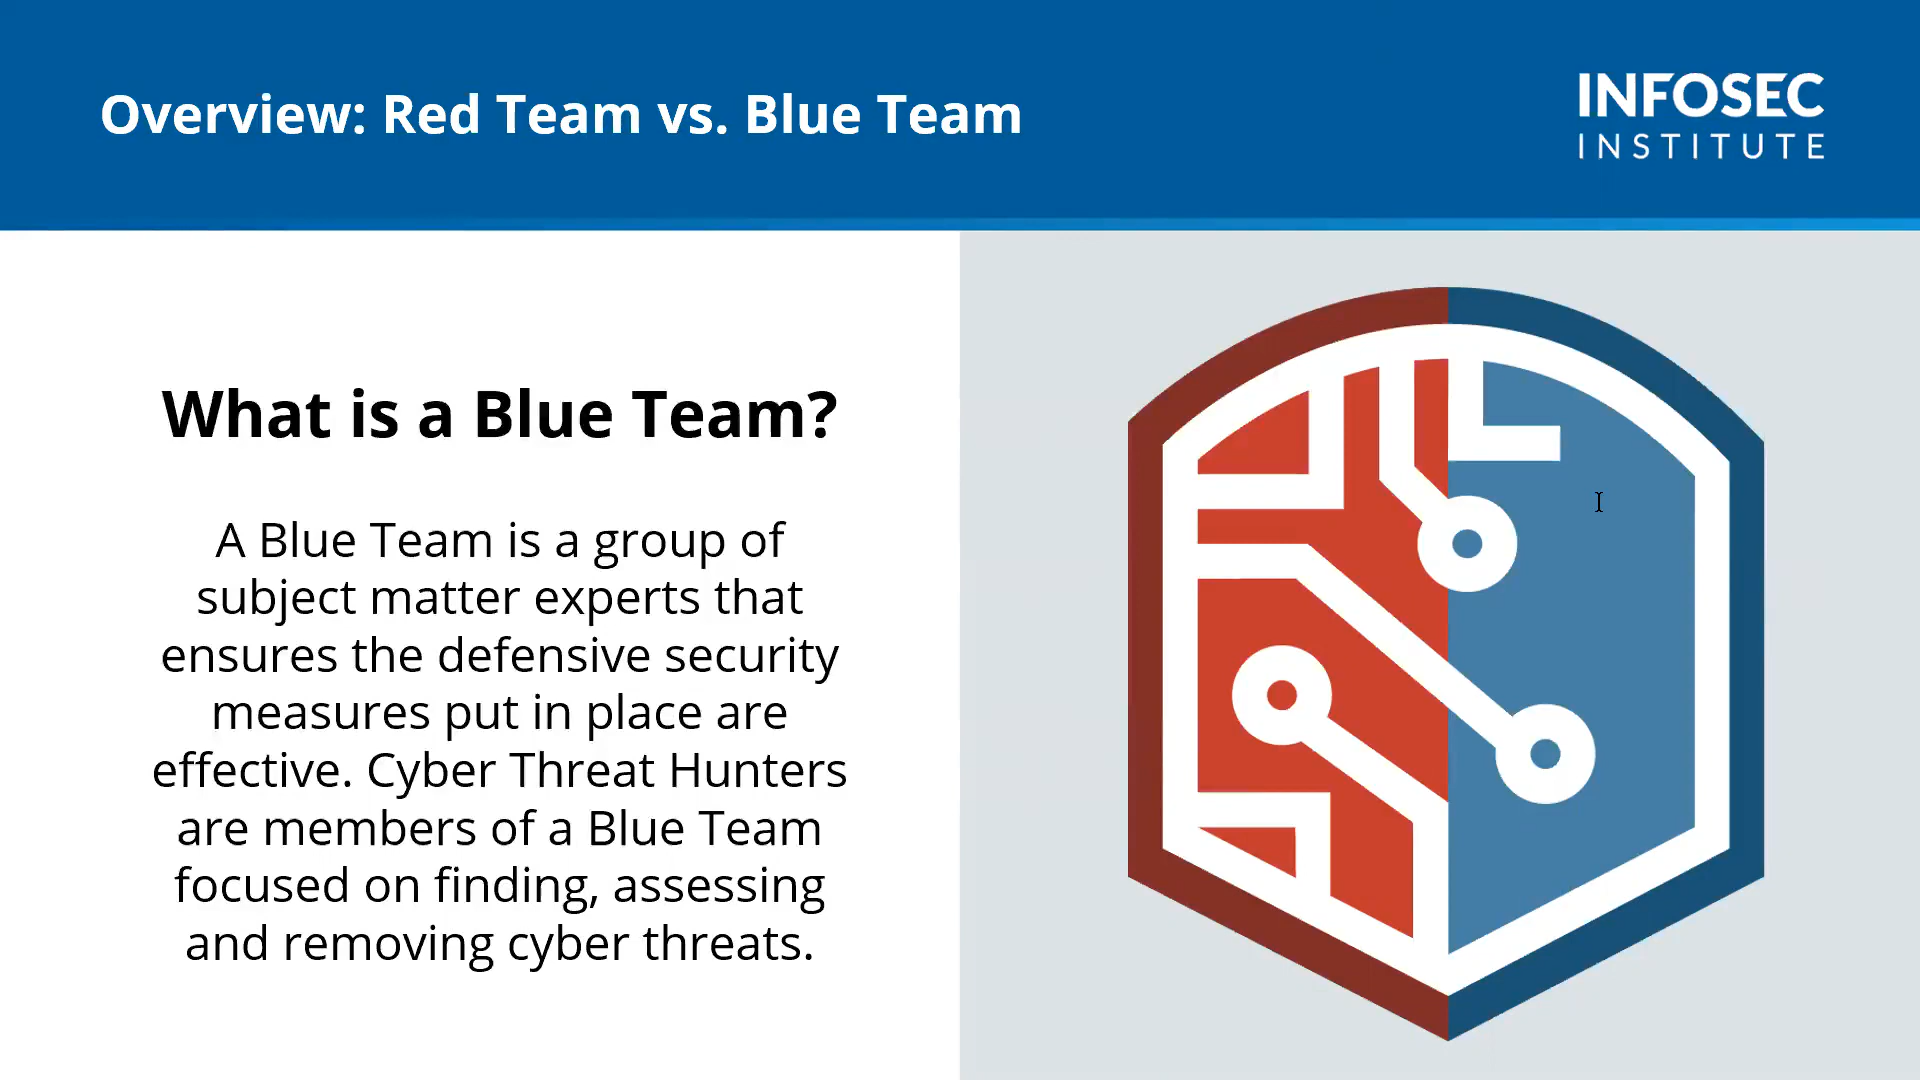 Overview: Red Team vs. Blue Team
INFOSEC
INSTITUTE
What is a Blue Team?
A Blue Team is a group of
subject matter experts that
ensures the defensive security
measures put in place are
effective. Cyber Threat Hunters
are members of a Blue Team
focused on finding, assessing
and removing cyber threats.